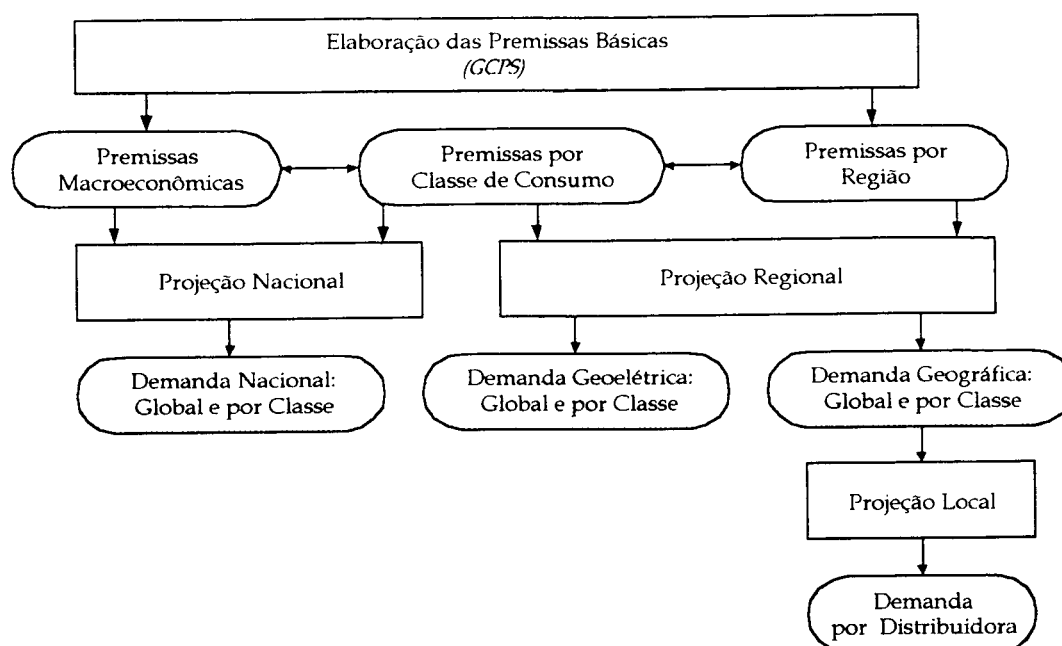 Elaboração das Premissas Básicas
(GCPS)
Premissas
Macroeconômicas
Premissas por
Classe de Consumo
Premissas por
Região
Projeção Nacional
Projeção Regional
Demanda Nacional:
Global e por Classe
Demanda Geoelétrica:
Global e por Classe
Demanda Geográfica:
Global e por Classe
Projeção Local
Demanda
por Distribuidora